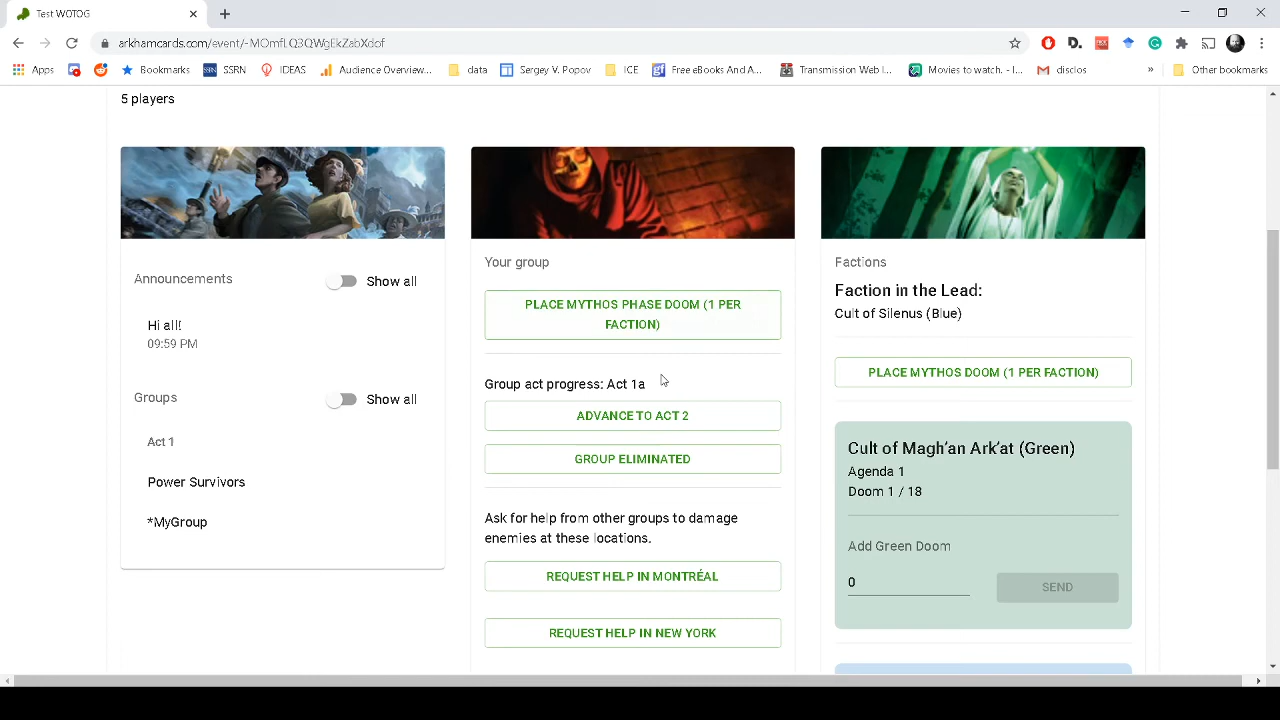 Test WOTOG
arkhamcards.com/event/-MOmfLQ3QWgEkZabXdof
Apps
Bookmarks
SSRN
IDEAS
Audience Overview...
data
Sergey V. Popov
ICE
Free eBook And A...
Transmission Web I...
Movies to watch. - I...
disclos
»
Other bookmarks
5 players
Announcements
Show all
Hi all!
09:59 PM
Groups
Show all
Act 1
Power Survivors
*MyGroup
Your group
PLACE MYTHOS PHASE DOOM (1 PER
FACTION)
Group act progress: Act 1a
ADVANCE TO ACT 2
GROUP ELIMINATED
Ask for help from other groups to damage
enemies at these locations.
REQUEST HELP IN MONTRÉAL
REQUEST HELP IN NEW YORK
Factions
Faction in the Lead:
Cult of Silenus (Blue)
PLACE MYTHOS DOOM (1 PER FACTION)
Cult of Magh'an Ark'at (Green)
Agenda 1
Doom 1 / 18
Add Green Doom
0
SEND